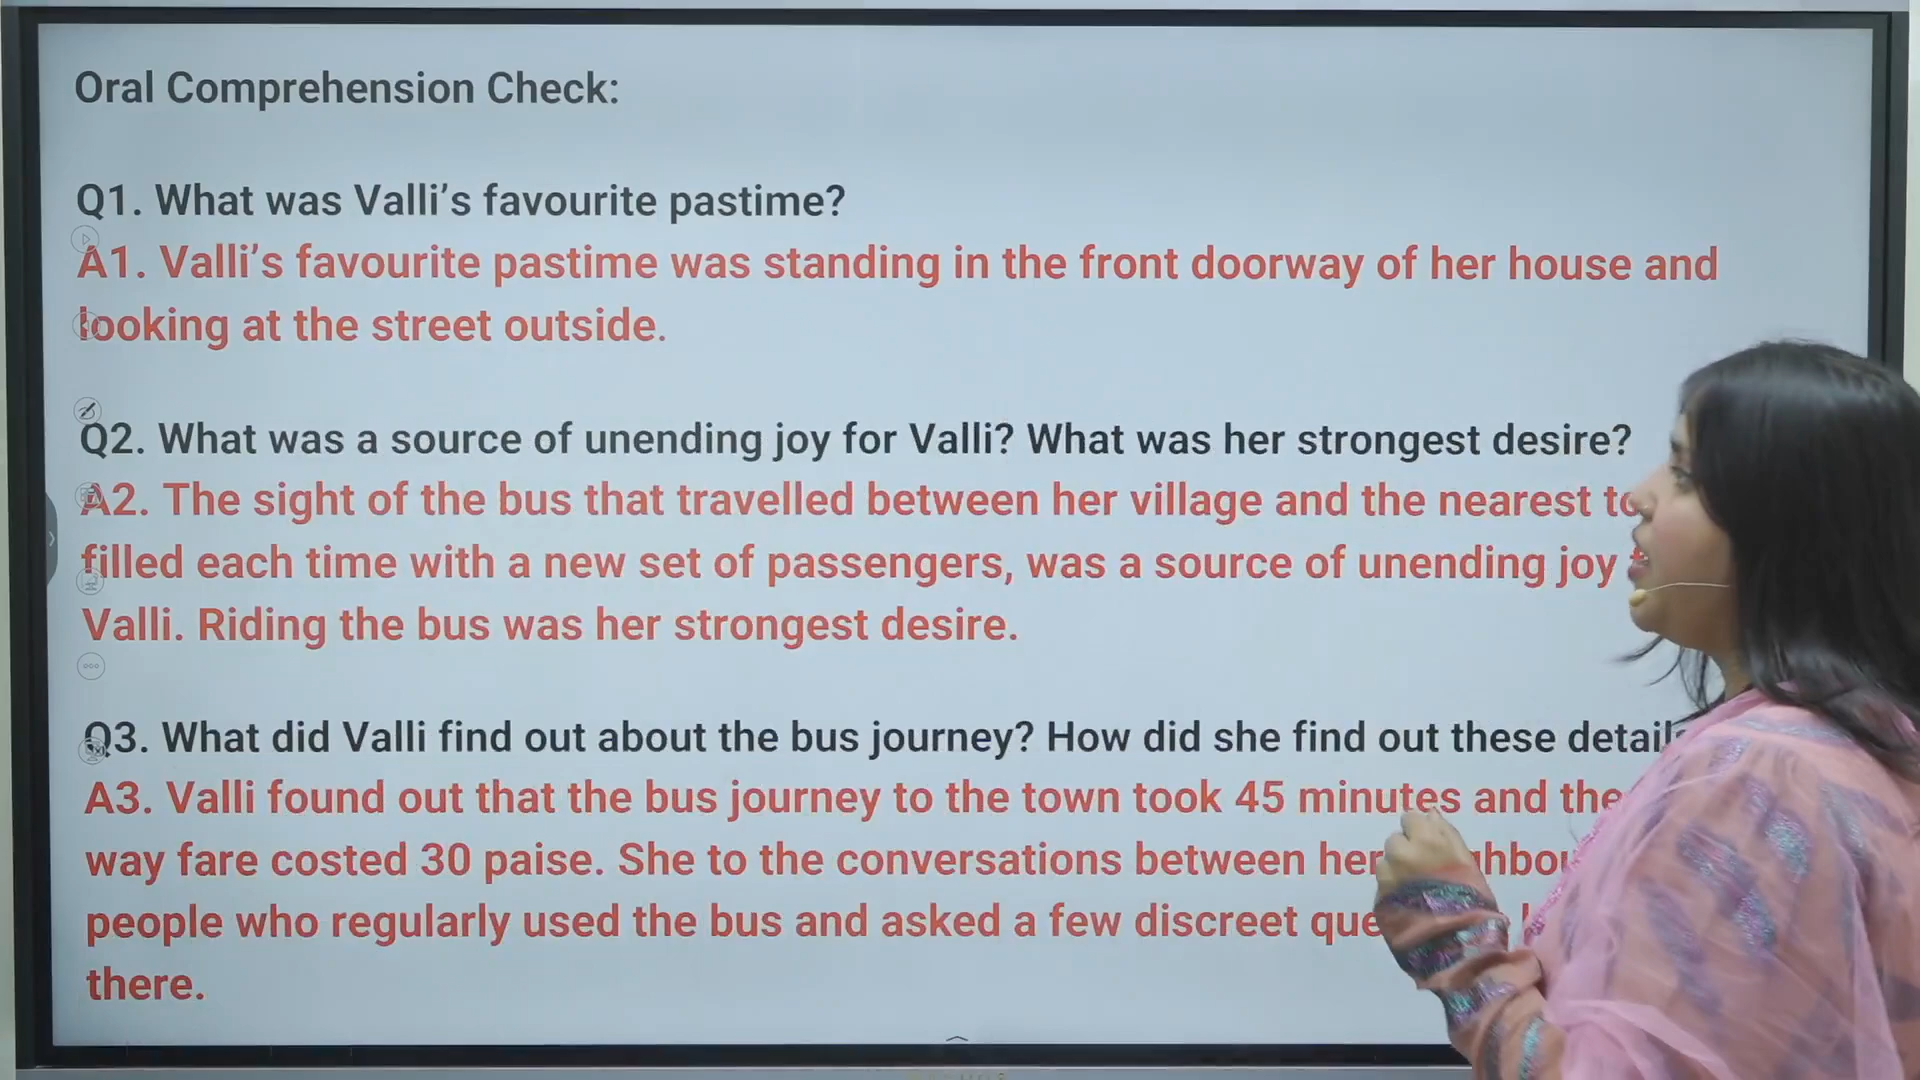 Oral Comprehension Check:
Q1. What was Valli’s favourite pastime?
A1. Valli’s favourite pastime was standing in the front doorway of her house and
looking at the street outside.
Q2. What was a source of unending joy for Valli? What was her strongest desire?
A2. The sight of the bus that travelled between her village and the nearest
filled each time with a new set of passengers, was a source of unending joy
Valli. Riding the bus was her strongest desire.
Q3. What did Valli find out about the bus journey? How did she find out these
A3. Valli found out that the bus journey to the town took 45 minutes and the
way fare costed 30 paise. She to the conversations between her
people who regularly used the bus and asked a few discreet
there.